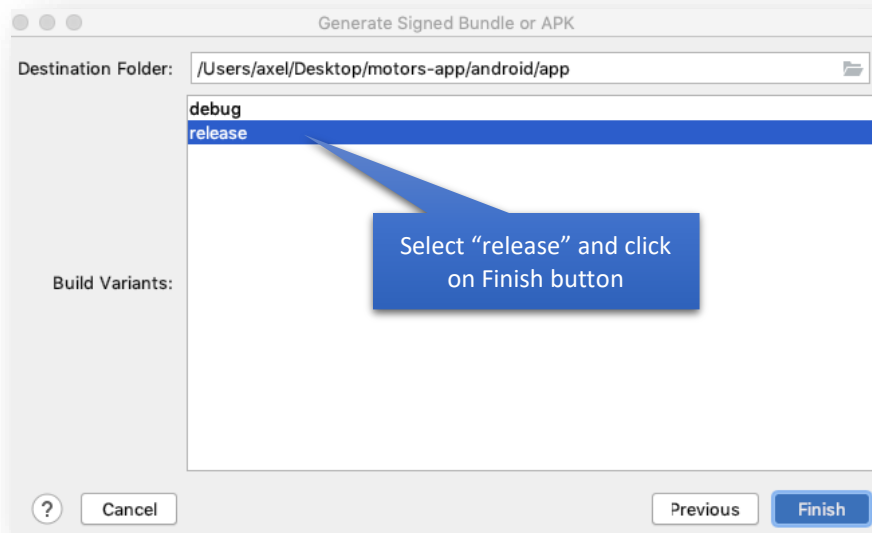 Generate Signed Bundle or APK
Destination Folder: /Users/axel/Desktop/motors-app/android/app
debug
release
Select “release” and click
on Finish button
Build Variants:
? Cancel Previous Finish